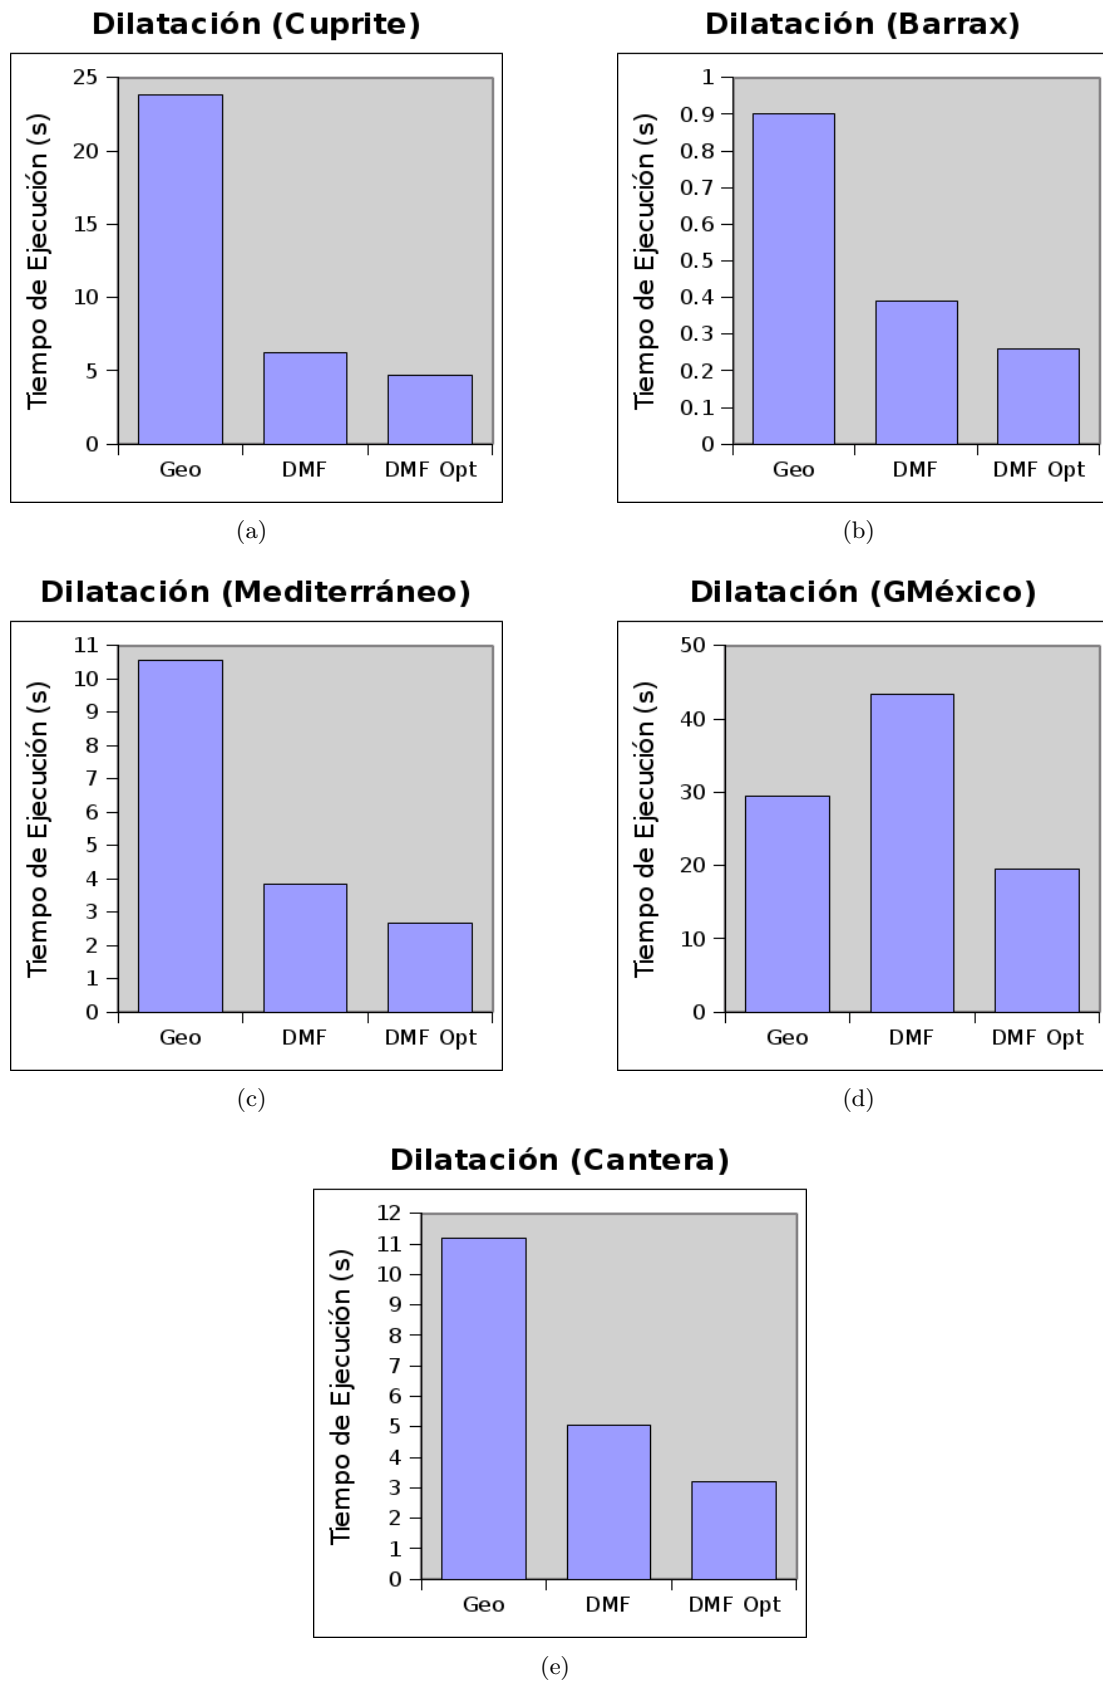 Dilatación (Cuprite)
Tiempo de Ejecución (s)
25
20
15
10
5
0
Geo DMF DMF Opt
(a)
Dilatación (Barrax)
Tiempo de Ejecución (s)
1
0.9
0.8
0.7
0.6
0.5
0.4
0.3
0.2
0.1
0
Geo DMF DMF Opt
(b)
Dilatación (Mediterráneo)
Tiempo de Ejecución (s)
11
10
9
8
7
6
5
4
3
2
1
0
Geo DMF DMF Opt
(c)
Dilatación (GMéxico)
Tiempo de Ejecución (s)
50
40
30
20
10
0
Geo DMF DMF Opt
(d)
Dilatación (Cantera)
Tiempo de Ejecución (s)
12
11
10
9
8
7
6
5
4
3
2
1
0
Geo DMF DMF Opt
(e)